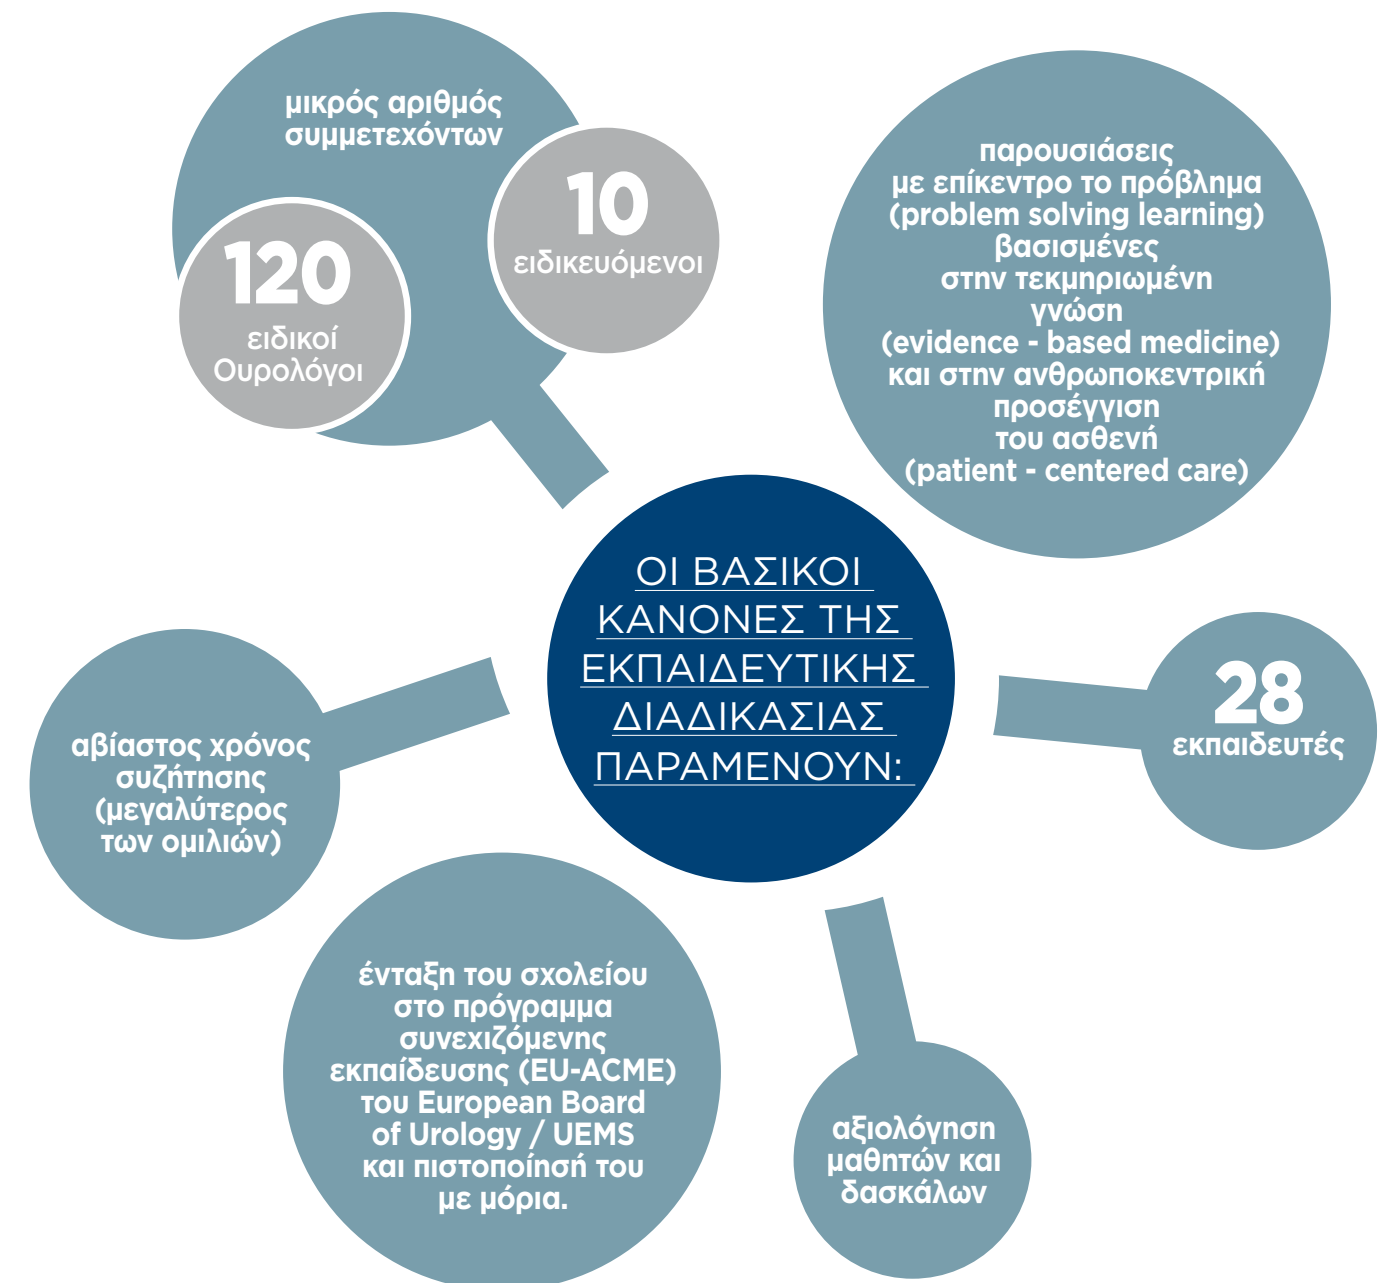 μικρός αριθμός
συμμετεχόντων
120
ειδικοί
Ουρολόγοι
10
ειδικευόμενοι
παρουσιάσεις
με επίκεντρο το πρόβλημα
(problem solving learning)
βασισμένες
στην τεκμηριωμένη
γνώση
(evidence - based medicine)
και στην ανθρωποκεντρική
προσέγγιση
του ασθενή
(patient - centered care)
ΟΙ ΒΑΣΙΚΟΙ
ΚΑΝΟΝΕΣ ΤΗΣ
ΕΚΠΑΙΔΕΥΤΙΚΗΣ
ΔΙΑΔΙΚΑΣΙΑΣ
ΠΑΡΑΜΕΝΟΥΝ:
28
εκπαιδευτές
αβίαστος χρόνος
συζήτησης
(μεγαλύτερος
των ομιλιών)
ένταξη του σχολείου
στο πρόγραμμα
συνεχιζόμενης
εκπαίδευσης (EU-ACME)
του European Board
of Urology / UEMS
και πιστοποίησή του
με μόρια.
αξιολόγηση
μαθητών και
δασκάλων